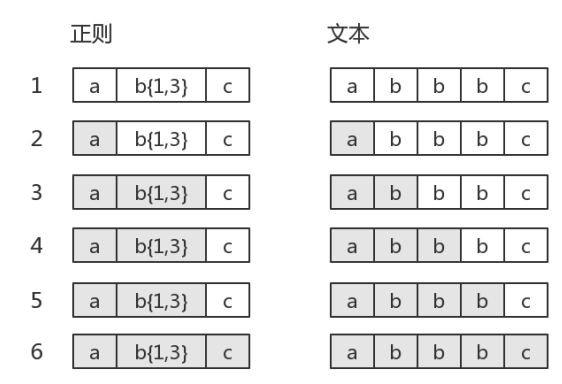 正则 文本
1 a b{1,3} c a b b b c
2 a b{1,3} c a b b b c
3 a b{1,3} c a b b b c
4 a b{1,3} c a b b b c
5 a b{1,3} c a b b b c
6 a b{1,3} c a b b b c